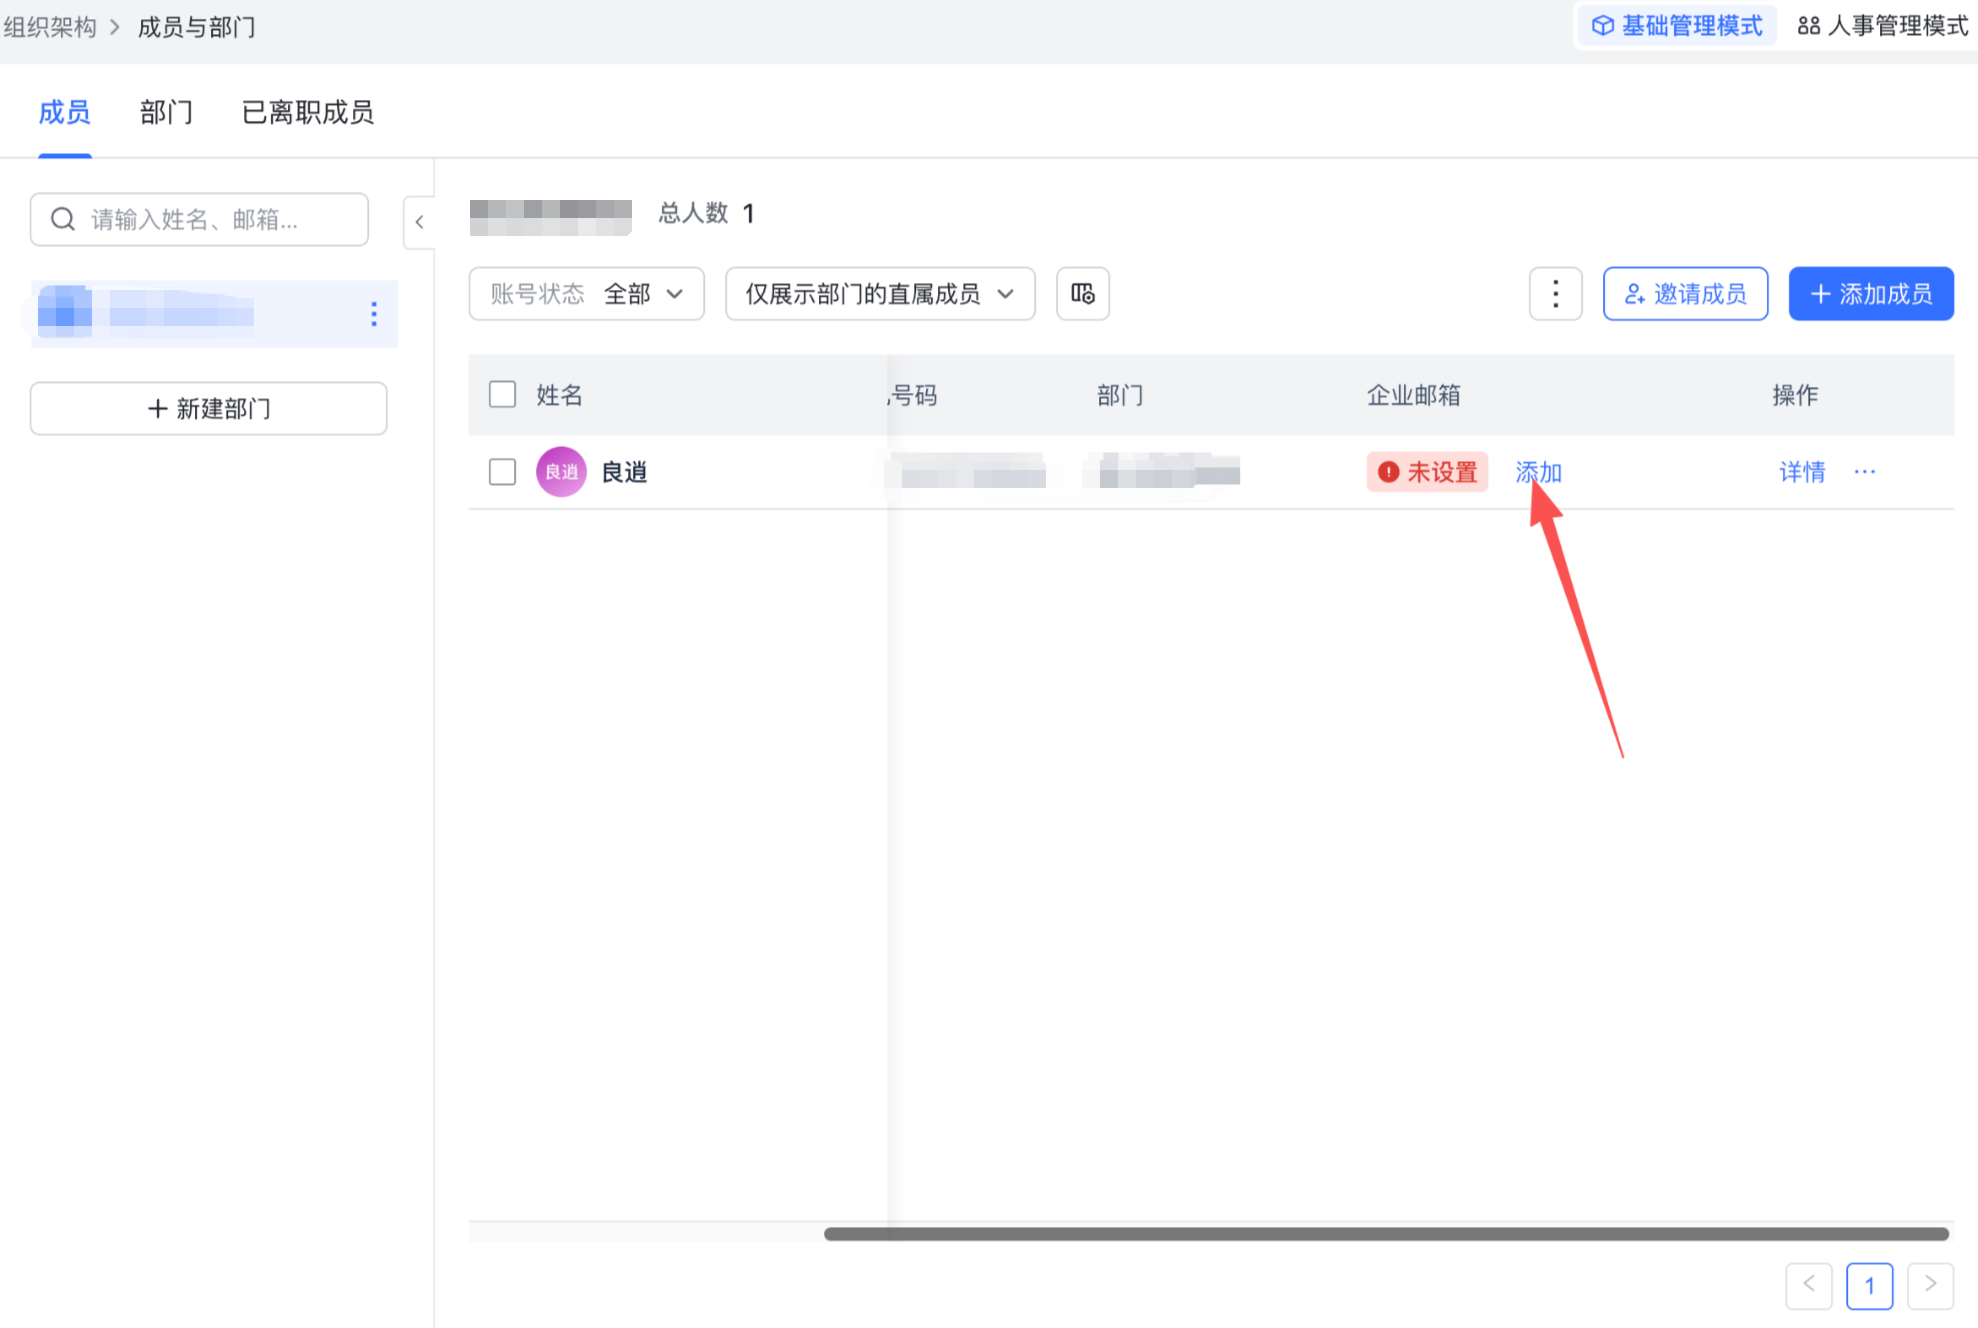 组织架构 > 成员与部门
基础管理模式 人事管理模式
成员 部门 已离职成员
请输入姓名、邮箱...
总人数 1
账号状态 全部 仅展示部门的直属成员 邀请成员 + 添加成员
+ 新建部门
姓名 号码 部门 企业邮箱 操作
良逍 良逍 未设置 添加 详情 ...
< 1 >